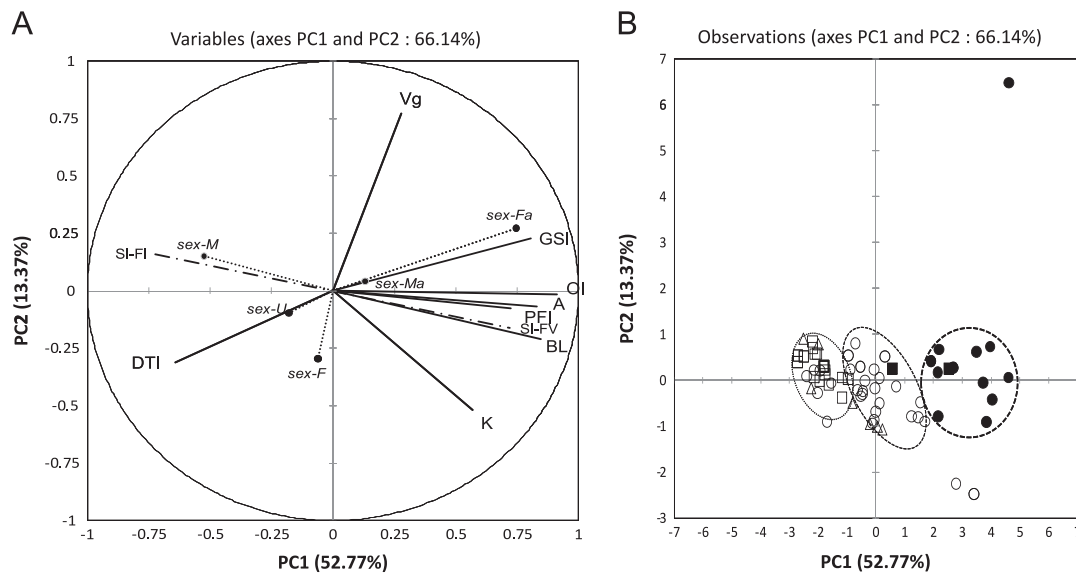 A
Variables (axes PC1 and PC2 : 66.14%)
1
0.75
0.5
0.25
0
-0.25
-0.5
-0.75
-1
PC2 (13.37%)
Vg
sex-Fa
GSI
sex-M
SI-FI
sex-Ma
CI
A
PFI
SI-FV
BL
sex-U
DTI
sex-F
K
-1 -0.75 -0.5 -0.25 0 0.25 0.5 0.75 1
PC1 (52.77%)
B
Observations (axes PC1 and PC2 : 66.14%)
7
6
5
4
3
2
1
0
-1
-2
-3
PC2 (13.37%)
-7 -6 -5 -4 -3 -2 -1 0 1 2 3 4 5 6 7
PC1 (52.77%)